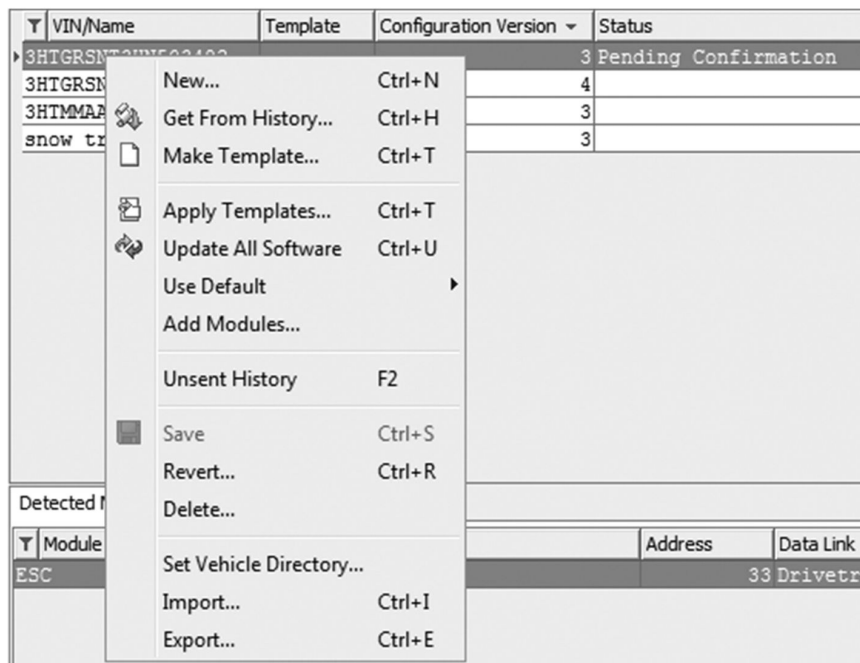 VIN/Name Template Configuration Version Status
3 Pending Confirmation
3HTGRSN 4
3HTMMAA 3
snow tr 3
New... Ctrl+N
Get From History... Ctrl+H
Make Template... Ctrl+T
Apply Templates... Ctrl+T
Update All Software Ctrl+U
Use Default
Add Modules...
Unsent History F2
Save Ctrl+S
Revert... Ctrl+R
Delete...
Set Vehicle Directory...
Import... Ctrl+I
Export... Ctrl+E
Detected
Module Address Data Link
ESC 33 Drivetr